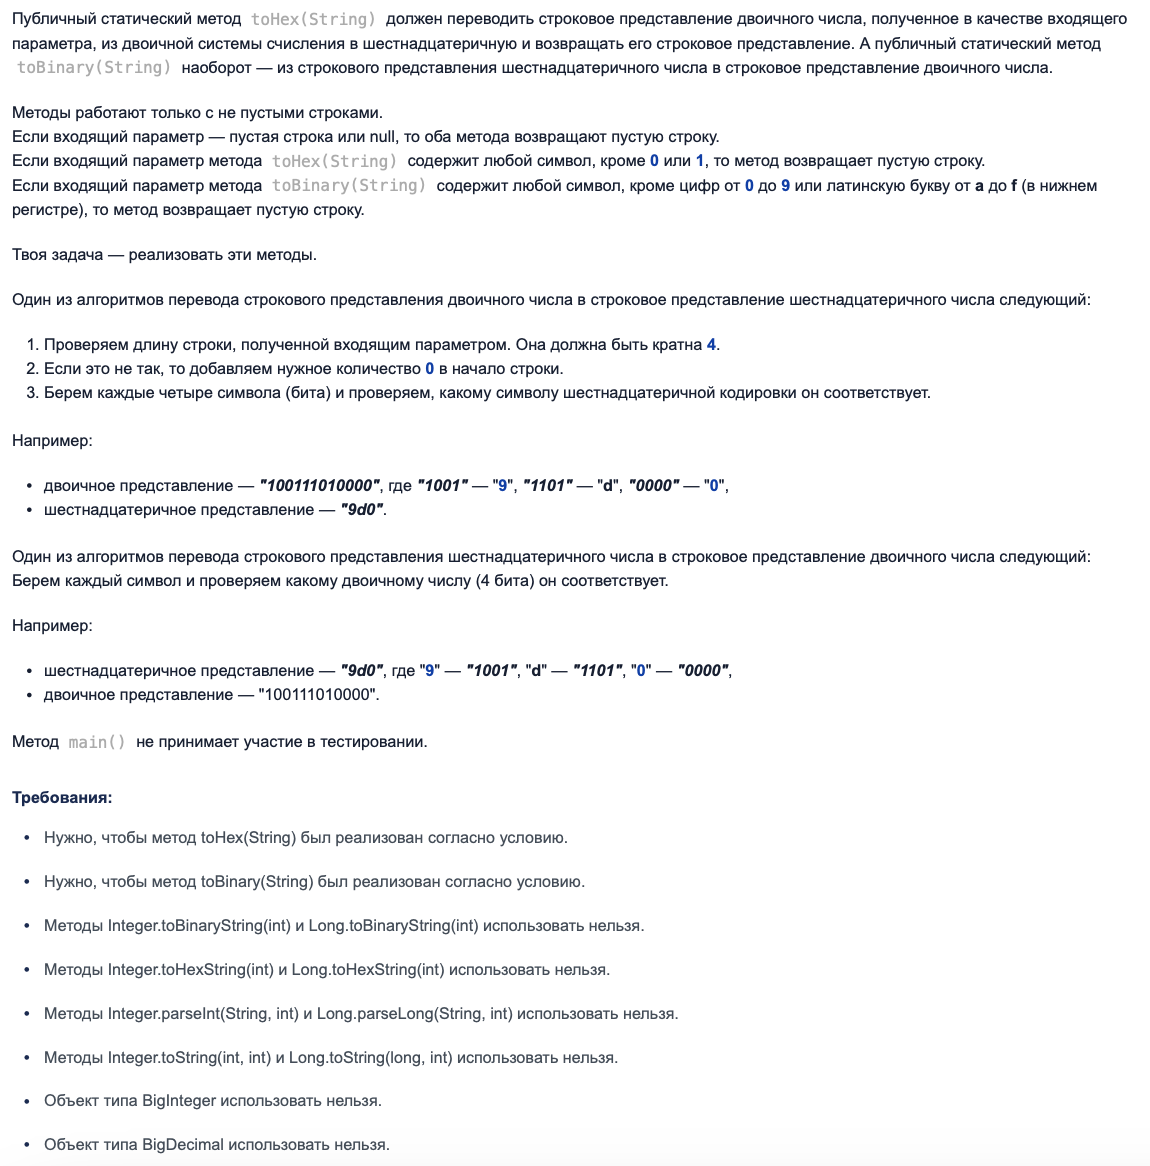 Публичный статический метод toHex(String) должен переводить строковое представление двоичного числа, полученное в качестве входящего
параметра, из двоичной системы счисления в шестнадцатеричную и возвращать его строковое представление. А публичный статический метод
toBinary(String) наоборот — из строкового представления шестнадцатеричного числа в строковое представление двоичного числа.
Методы работают только с не пустыми строками.
Если входящий параметр — пустая строка или null, то оба метода возвращают пустую строку.
Если входящий параметр метода toHex(String) содержит любой символ, кроме 0 или 1, то метод возвращает пустую строку.
Если входящий параметр метода toBinary(String) содержит любой символ, кроме цифр от 0 до 9 или латинскую букву от a до f (в нижнем
регистре), то метод возвращает пустую строку.
Твоя задача — реализовать эти методы.
Один из алгоритмов перевода строкового представления двоичного числа в строковое представление шестнадцатеричного числа следующий:
1. Проверяем длину строки, полученной входящим параметром. Она должна быть кратна 4.
2. Если это не так, то добавляем нужное количество 0 в начало строки.
3. Берем каждые четыре символа (бита) и проверяем, какому символу шестнадцатеричной кодировки он соответствует.
Например:
• двоичное представление — "100111010000", где "1001" — "9", "1101" — "d", "0000" — "0",
• шестнадцатеричное представление — "9d0".
Один из алгоритмов перевода строкового представления шестнадцатеричного числа в строковое представление двоичного числа следующий:
Берем каждый символ и проверяем какому двоичному числу (4 бита) он соответствует.
Например:
• шестнадцатеричное представление — "9d0", где "9" — "1001", "d" — "1101", "0" — "0000",
• двоичное представление — "100111010000".
Метод main() не принимает участие в тестировании.
Требования:
• Нужно, чтобы метод toHex(String) был реализован согласно условию.
• Нужно, чтобы метод toBinary(String) был реализован согласно условию.
• Методы Integer.toBinaryString(int) и Long.toBinaryString(int) использовать нельзя.
• Методы Integer.toHexString(int) и Long.toHexString(int) использовать нельзя.
• Методы Integer.parseInt(String, int) и Long.parseLong(String, int) использовать нельзя.
• Методы Integer.toString(int, int) и Long.toString(long, int) использовать нельзя.
• Объект типа BigInteger использовать нельзя.
• Объект типа BigDecimal использовать нельзя.